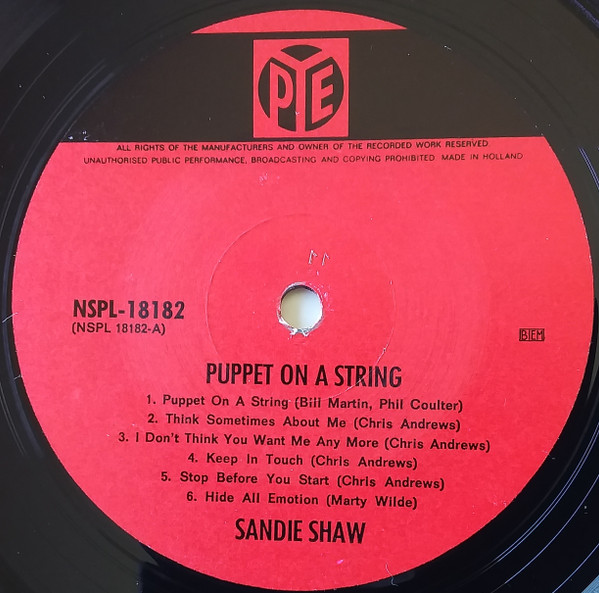 PYE
ALL RIGHTS OF THE MANUFACTURERS AND OWNER OF THE RECORDED WORK RESERVED
UNAUTHORISED PUBLIC PERFORMANCE, BROADCASTING AND COPYING PROHIBITED MADE IN HOLLAND
NSPL-18182
(NSPL 18182-A)
BIEM
PUPPET ON A STRING
1. Puppet On A String (Bill Martin, Phil Coulter)
2. Think Sometimes About Me (Chris Andrews)
3. I Don't Think You Want Me Any More (Chris Andrews)
4. Keep In Touch (Chris Andrews)
5. Stop Before You Start (Chris Andrews)
6. Hide All Emotion (Marty Wilde)
SANDIE SHAW